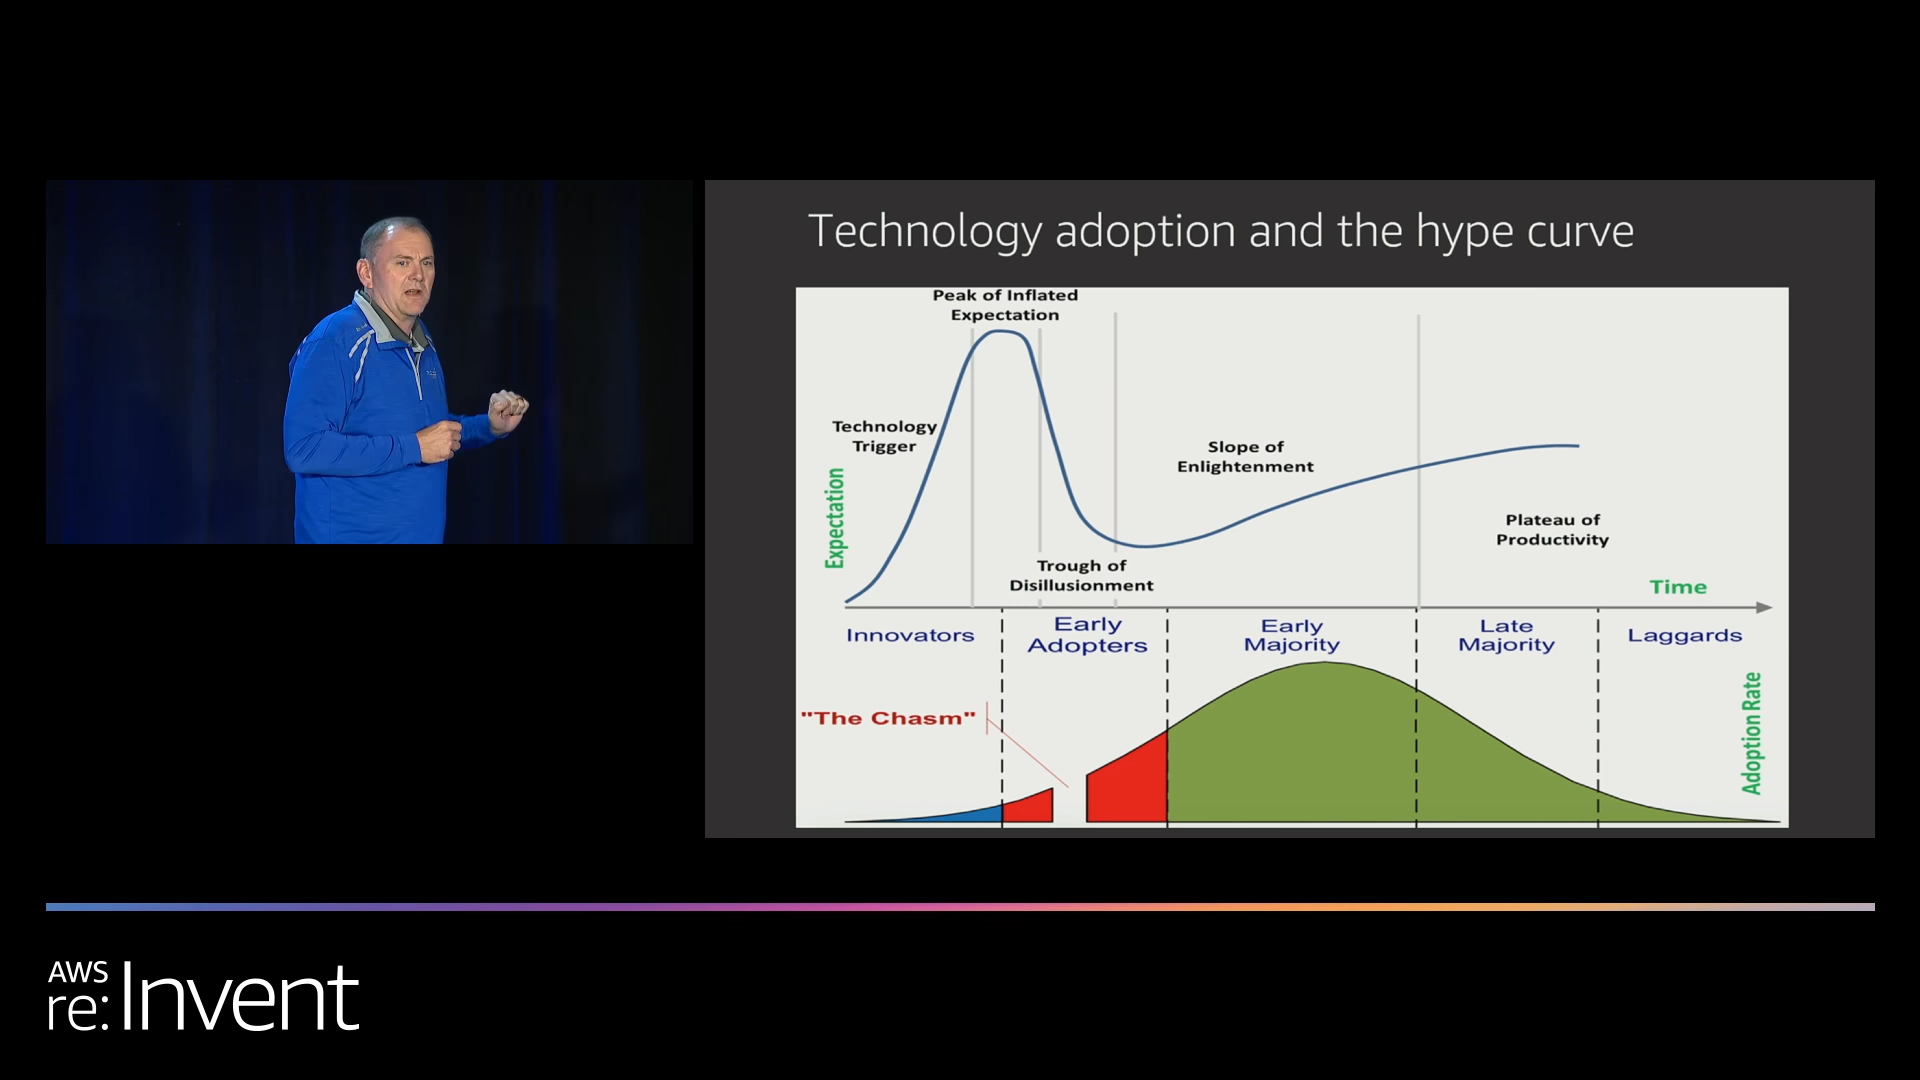 Technology adoption and the hype curve
Peak of Inflated
Expectation
Technology
Trigger
Expectation
Slope of
Enlightenment
Plateau of
Productivity
Trough of
Disillusionment
Time
Innovators
Early
Adopters
Early
Majority
Late
Majority
Laggards
"The Chasm"
Adoption Rate
AWS
re:Invent